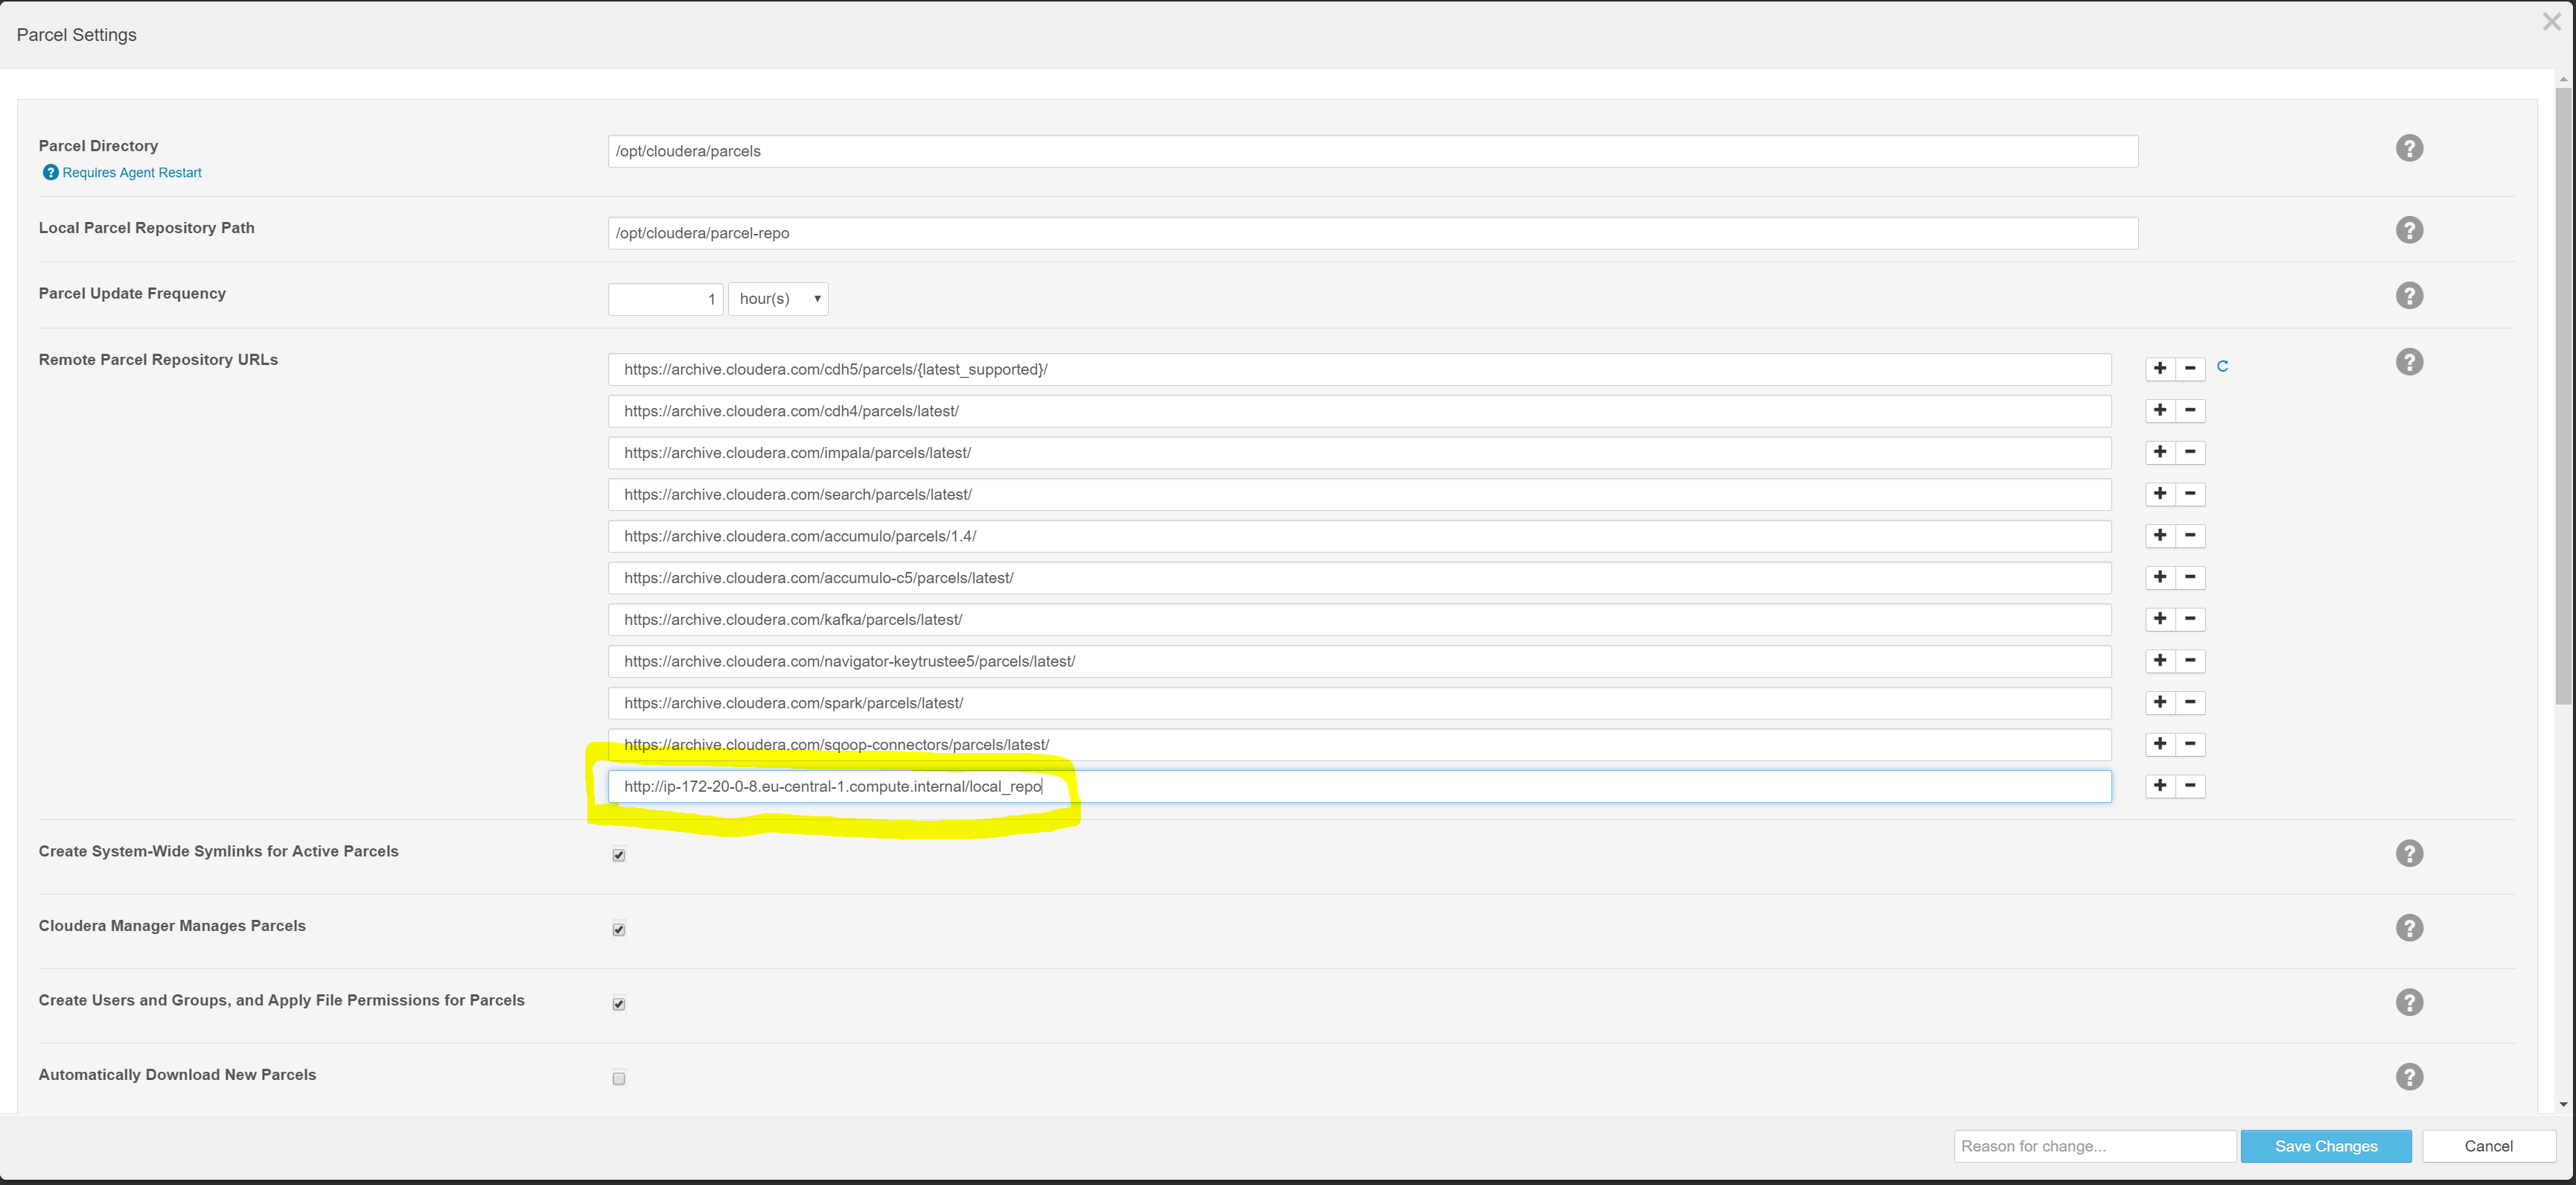 Parcel Settings
Parcel Directory
/opt/cloudera/parcels
Requires Agent Restart
Local Parcel Repository Path
/opt/cloudera/parcel-repo
Parcel Update Frequency
1 hour(s)
Remote Parcel Repository URLs
https://archive.cloudera.com/cdh5/parcels/{latest_supported}/
https://archive.cloudera.com/cdh4/parcels/latest/
https://archive.cloudera.com/impala/parcels/latest/
https://archive.cloudera.com/search/parcels/latest/
https://archive.cloudera.com/accumulo/parcels/1.4/
https://archive.cloudera.com/accumulo-c5/parcels/latest/
https://archive.cloudera.com/kafka/parcels/latest/
https://archive.cloudera.com/navigator-keytrustee5/parcels/latest/
https://archive.cloudera.com/spark/parcels/latest/
https://archive.cloudera.com/sqoop-connectors/parcels/latest/
http://ip-172-20-0-8.eu-central-1.compute.internal/local_repo
Create System-Wide Symlinks for Active Parcels
Cloudera Manager Manages Parcels
Create Users and Groups, and Apply File Permissions for Parcels
Automatically Download New Parcels
Reason for change... Save Changes Cancel